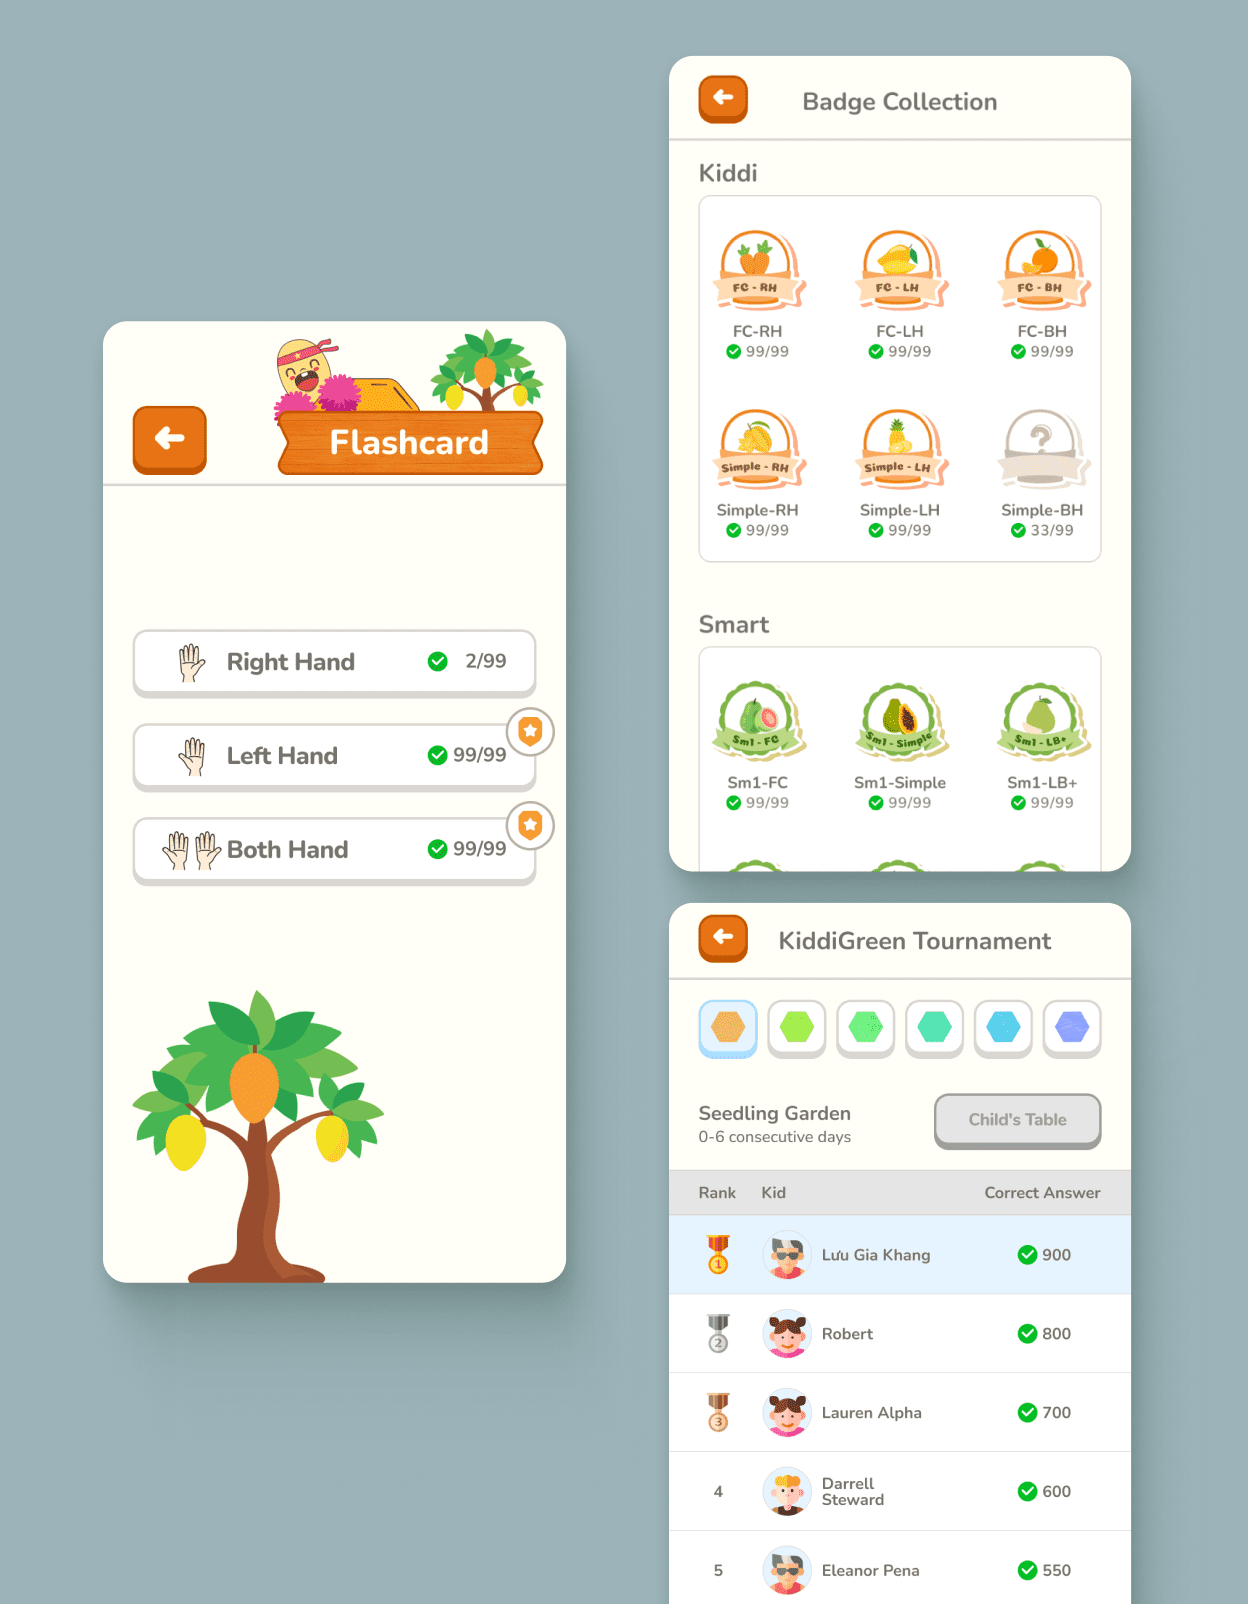 Flashcard
Right Hand 2/99
Left Hand 99/99
Both Hand 99/99
Badge Collection
Kiddi
FC - RH FC - LH FC - BH
FC-RH FC-LH FC-BH
99/99 99/99 99/99
?
Simple - RH Simple - LH
Simple-RH Simple-LH Simple-BH
99/99 99/99 33/99
Smart
Sm1 - FC Sm1 - Simple Sm1 - LB+
Sm1-FC Sm1-Simple Sm1-LB+
99/99 99/99 99/99
KiddiGreen Tournament
Seedling Garden
0-6 consecutive days
Child's Table
Rank Kid Correct Answer
1 Lưu Gia Khang 900
2 Robert 800
3 Lauren Alpha 700
4 Darrell
Steward 600
5 Eleanor Pena 550